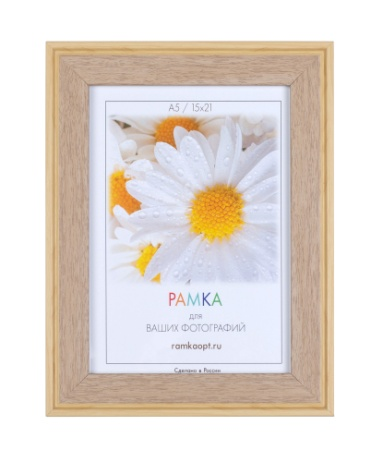 A5 / 15x21
РАМКА
для
ВАШИХ ФОТОГРАФИЙ
ramkaopt.ru
Сделано в России